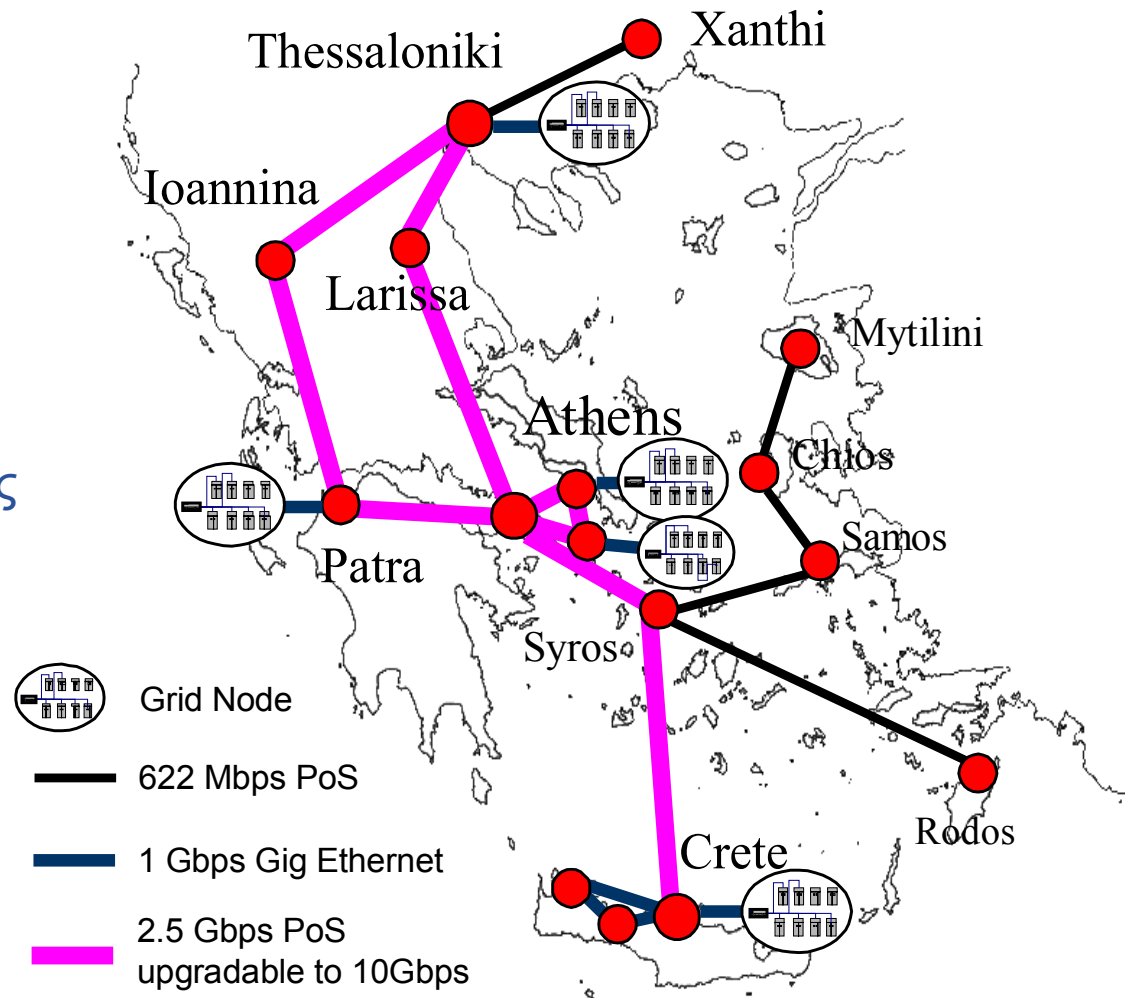 Thessaloniki
Xanthi
Ioannina
Larissa
Mytilini
Athens
Chios
ς
Samos
Patra
Syros
Grid Node
622 Mbps PoS
Rodos
Crete
1 Gbps Gig Ethernet
2.5 Gbps PoS
upgradable to 10Gbps